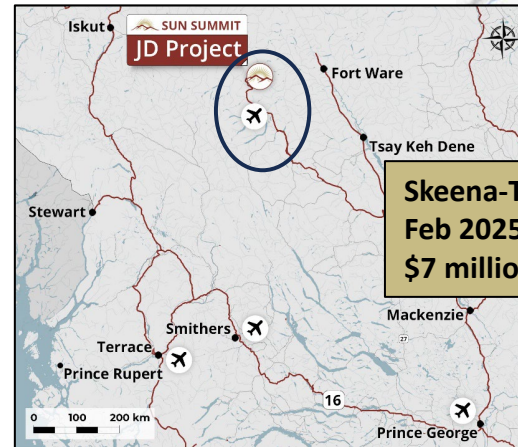 Iskut
SUN SUMMIT
JD Project
Fort Ware
Tsay Keh Dene
Skeena-T
Feb 2025
$7 millio
Stewart
Mackenzie
Smithers
27
Terrace
Prince Rupert
16
0 100 200 km
Prince George